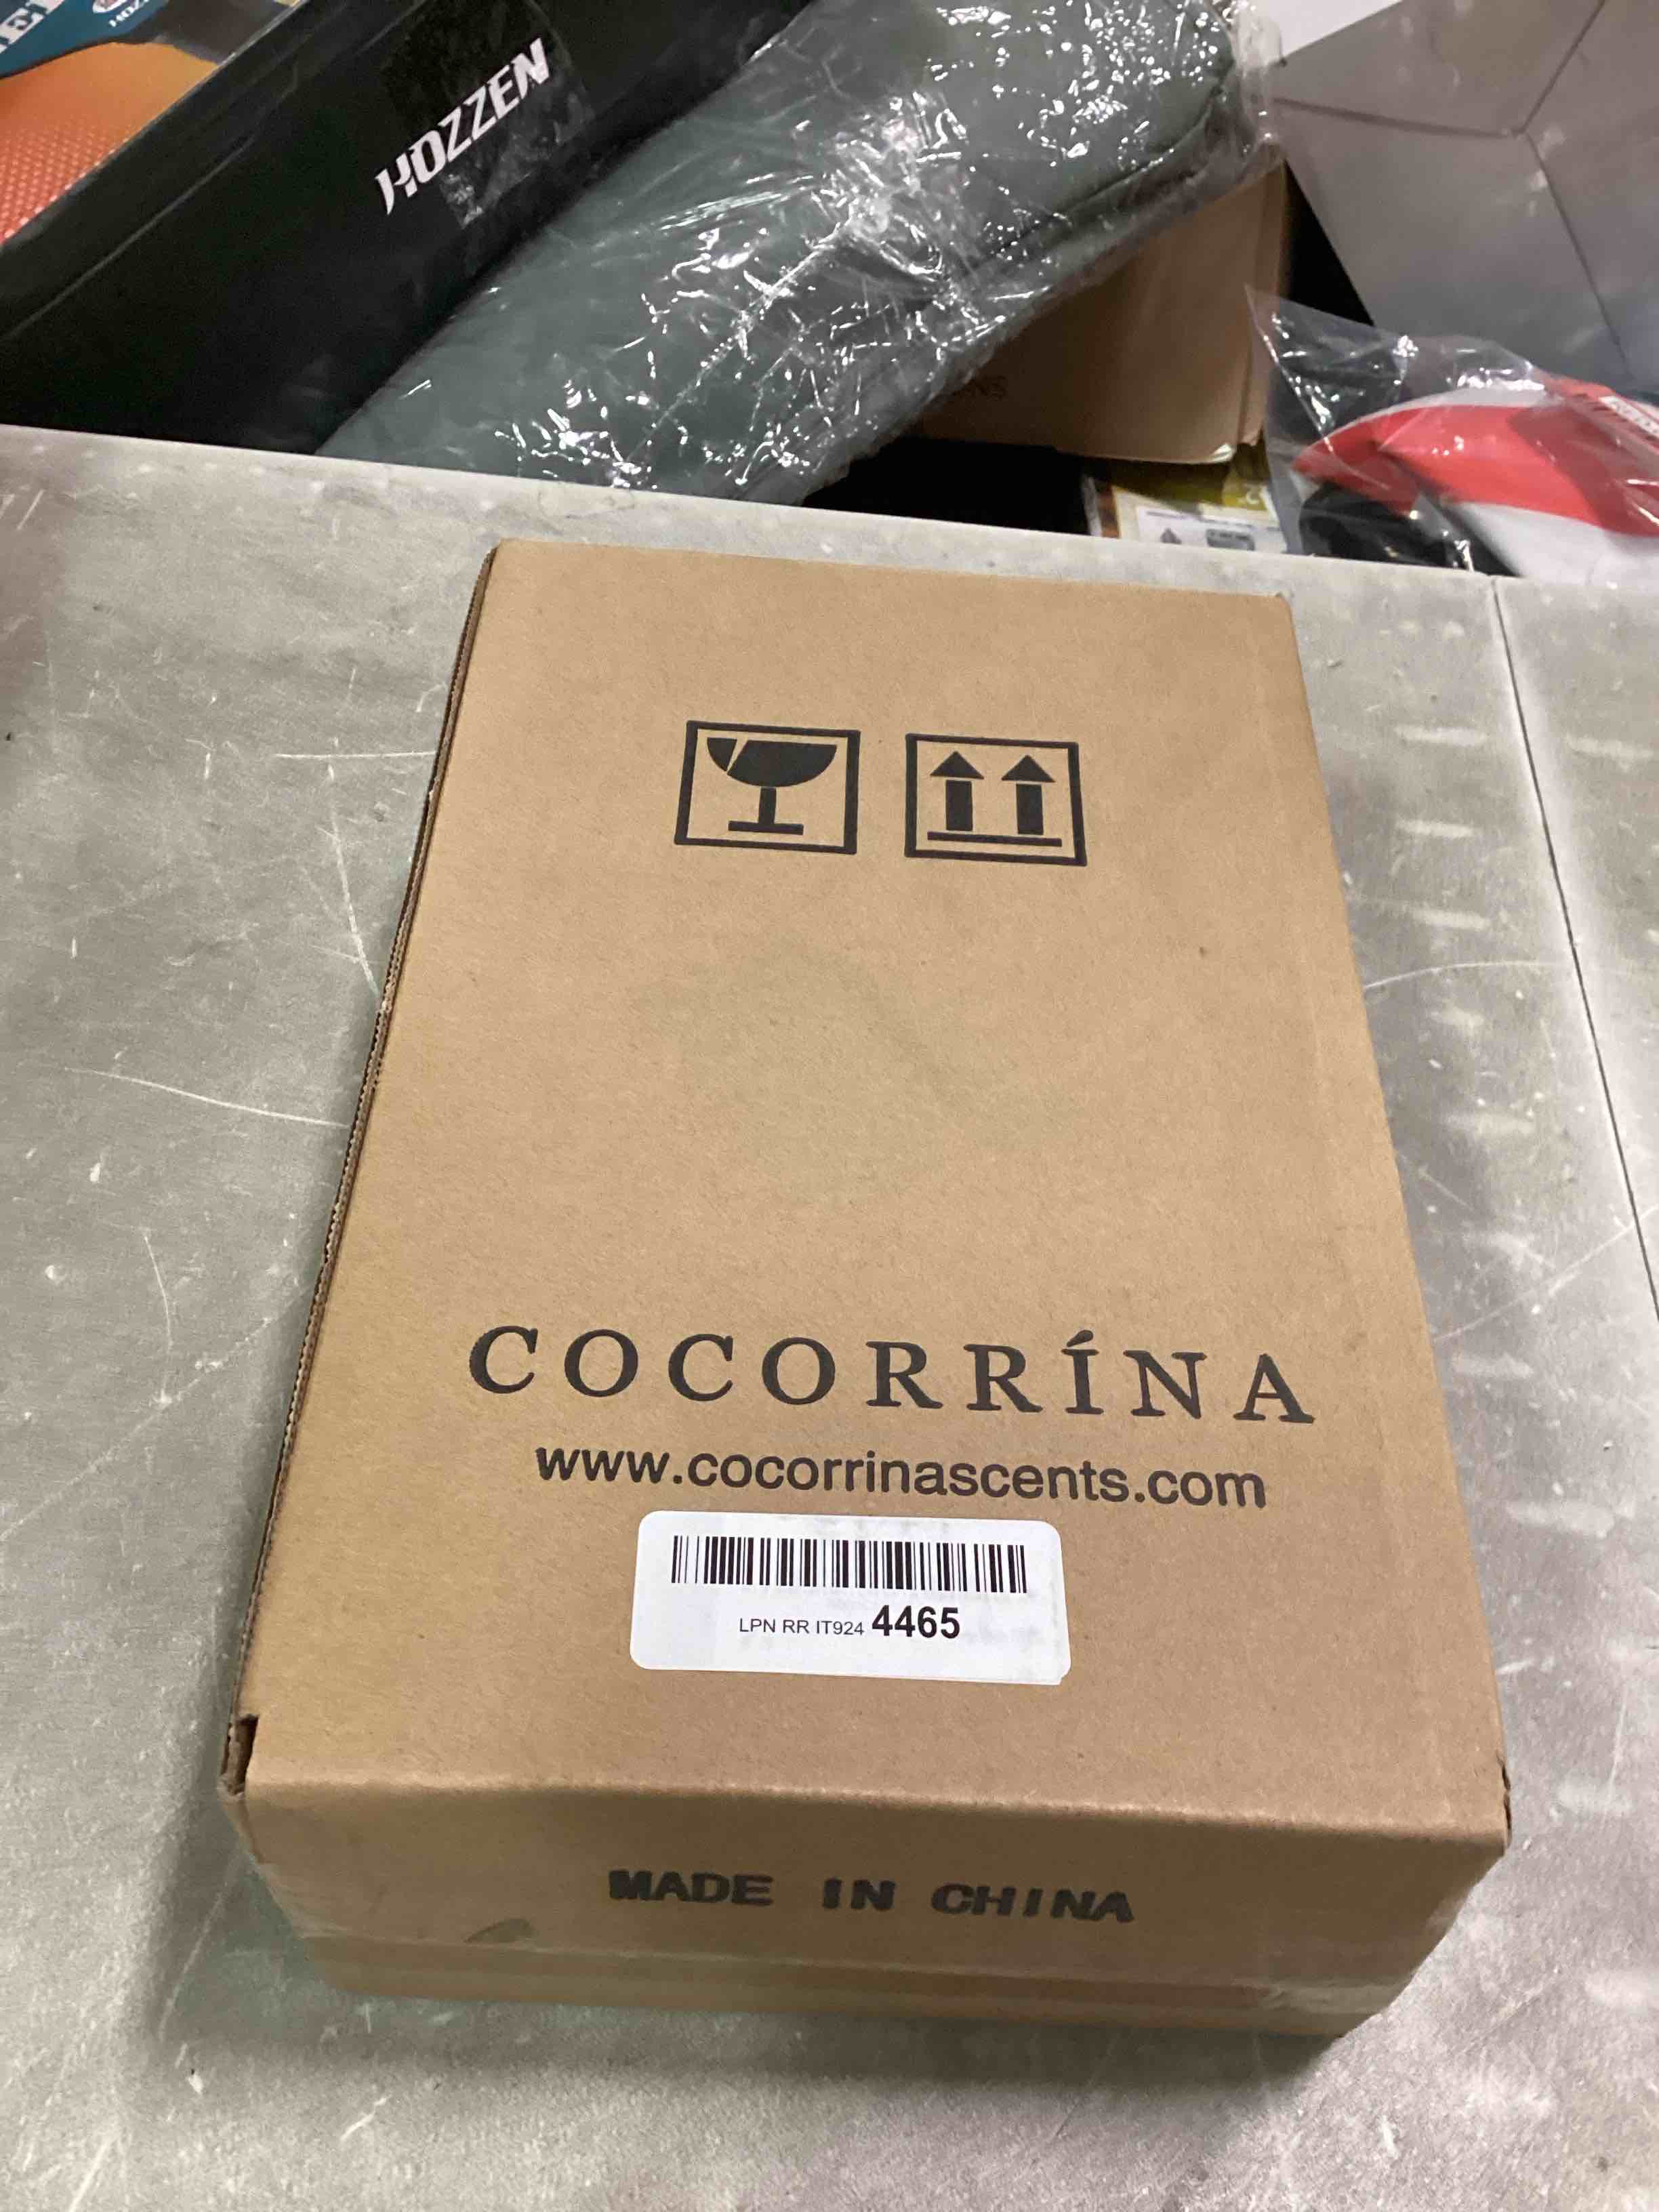 HOZZEN
COCORRÍNA
www.cocorrinascents.com
LPN RR IT924 4465
MADE IN CHINA